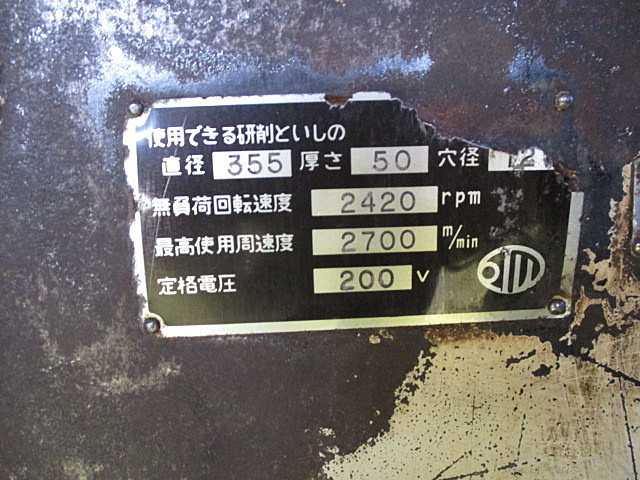 使用できる研削といしの
直径 355 厚さ 50 穴径
無負荷回転速度 2420 rpm
最高使用周速度 2700 m/min
定格電圧 200 V